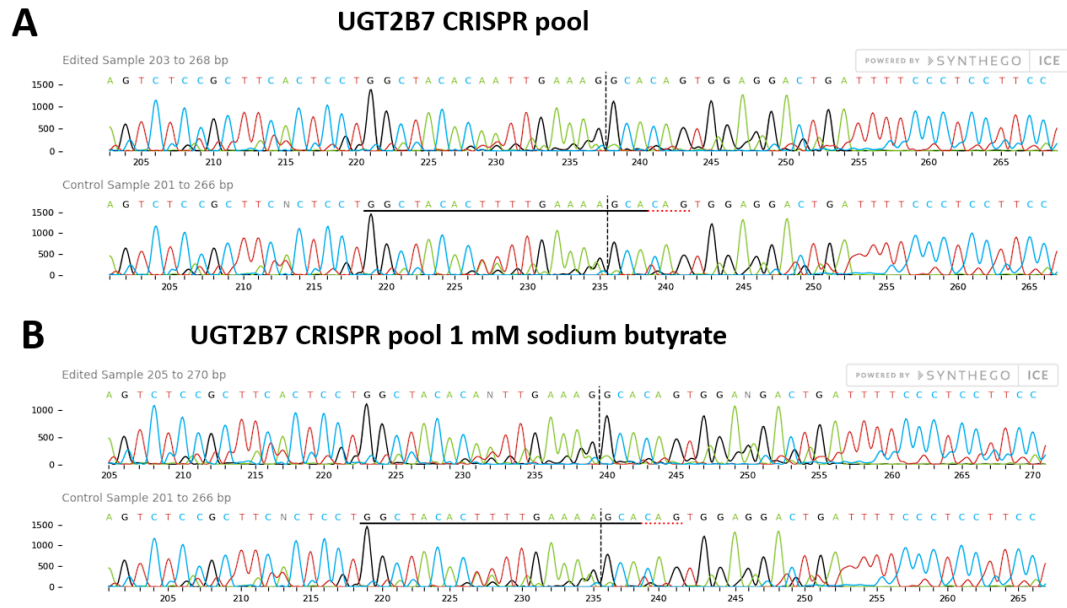 A
UGT2B7 CRISPR pool
Edited Sample 203 to 268 bp
POWERED BY SYNTHEGO ICE
A G T C T C C G C T T C A C T C C T G G C T A C A C A A T T G A A A G G C A C A G T G G A G G A C T G A T T T T C C C T C C T T C C
1500
1000
500
0
205 210 215 220 225 230 235 240 245 250 255 260 265
Control Sample 201 to 266 bp
A G T C T C C G C T T C N C T C C T G G C T A C A C T T T T G A A A A G C A C A G T G G A G G A C T G A T T T T C C C T C C T T C C
1500
1000
500
0
205 210 215 220 225 230 235 240 245 250 255 260 265
B
UGT2B7 CRISPR pool 1 mM sodium butyrate
Edited Sample 205 to 270 bp
POWERED BY SYNTHEGO ICE
A G T C T C C G C T T C A C T C C T G G C T A C A C A N T T G A A A G G C A C A G T G G A N G A C T G A T T T T C C C T C C T T C C
1000
500
0
205 210 215 220 225 230 235 240 245 250 255 260 265 270
Control Sample 201 to 266 bp
A G T C T C C G C T T C N C T C C T G G C T A C A C T T T T G A A A A G C A C A G T G G A G G A C T G A T T T T C C C T C C T T C C
1500
1000
500
0
205 210 215 220 225 230 235 240 245 250 255 260 265